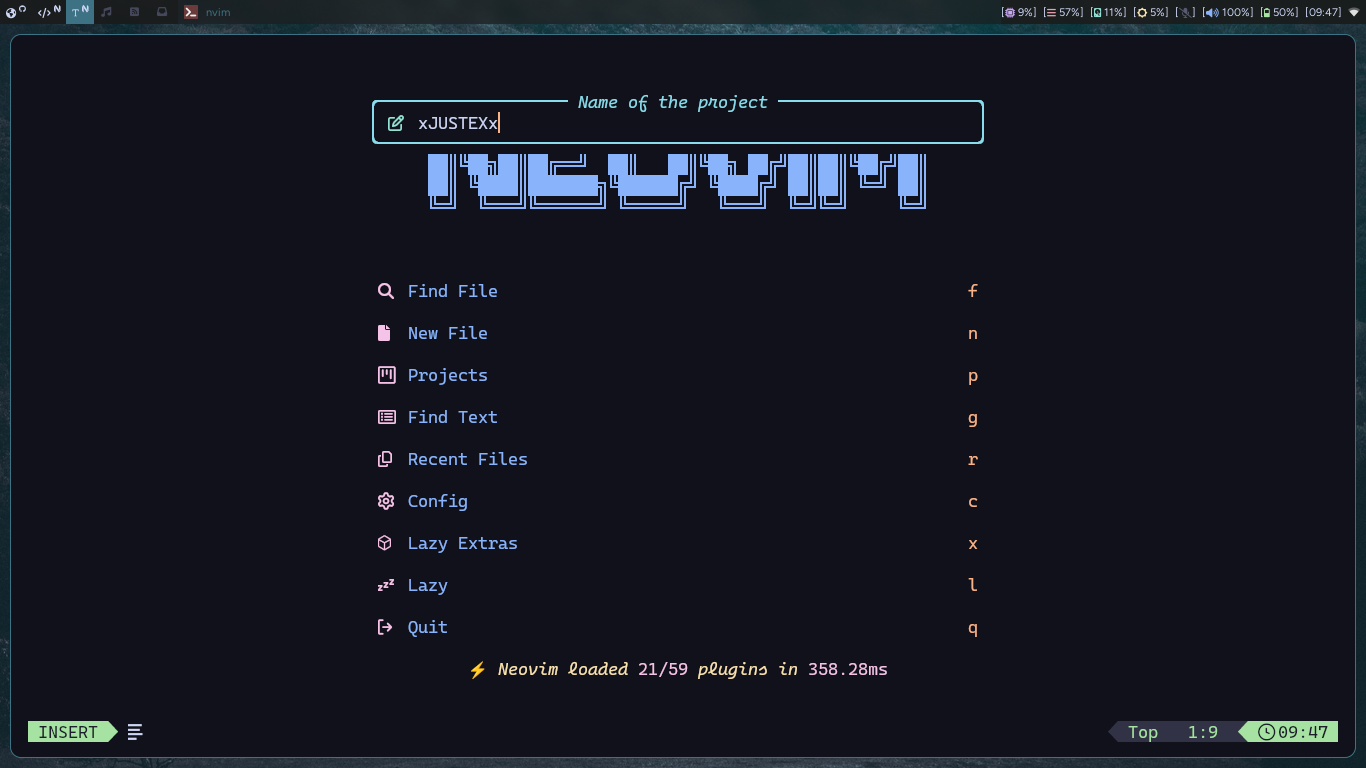 nvim [9%] [57%] [11%] [5%] [100%] [50%] [09:47]
Name of the project
xJUSTEXx
Find File f
New File n
Projects p
Find Text g
Recent Files r
Config c
Lazy Extras x
Lazy l
Quit q
⚡ Neovim loaded 21/59 plugins in 358.28ms
INSERT Top 1:9 09:47